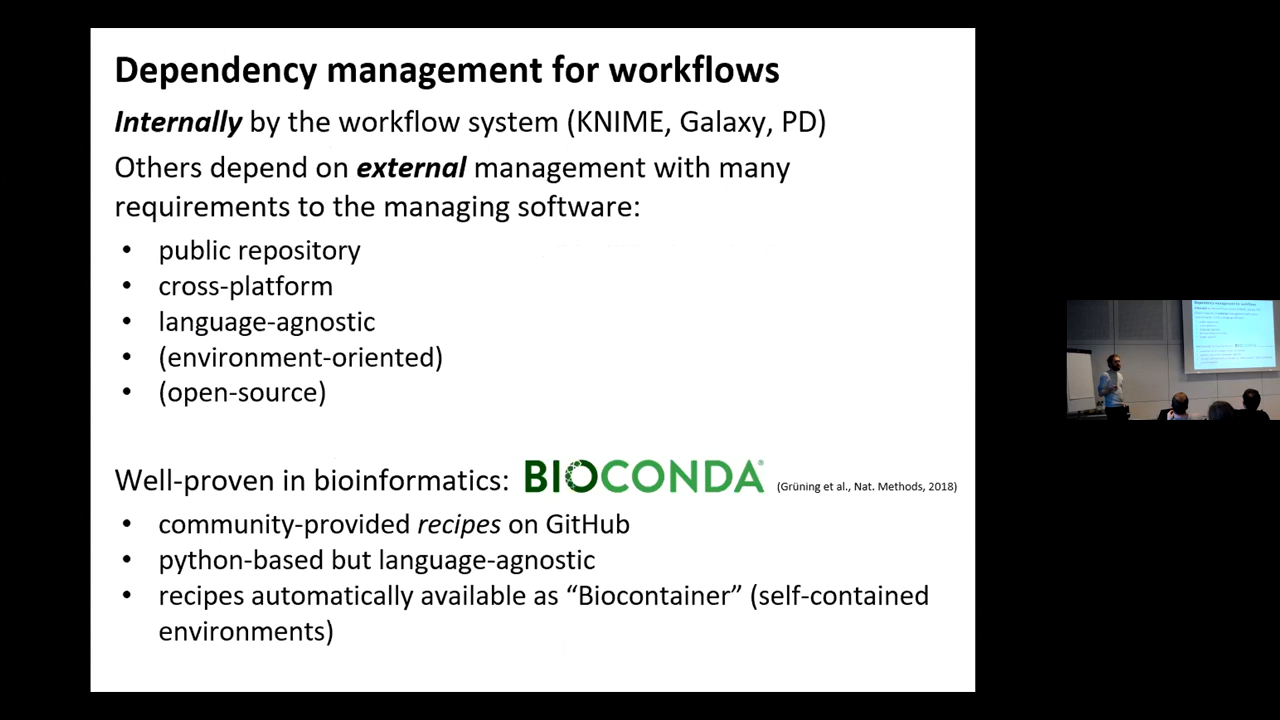 Dependency management for workflows
Internally by the workflow system (KNIME, Galaxy, PD)
Others depend on external management with many
requirements to the managing software:
• public repository
• cross-platform
• language-agnostic
• (environment-oriented)
• (open-source)
Well-proven in bioinformatics: BIOCONDA® (Grüning et al., Nat. Methods, 2018)
• community-provided recipes on GitHub
• python-based but language-agnostic
• recipes automatically available as “Biocontainer” (self-contained
environments)